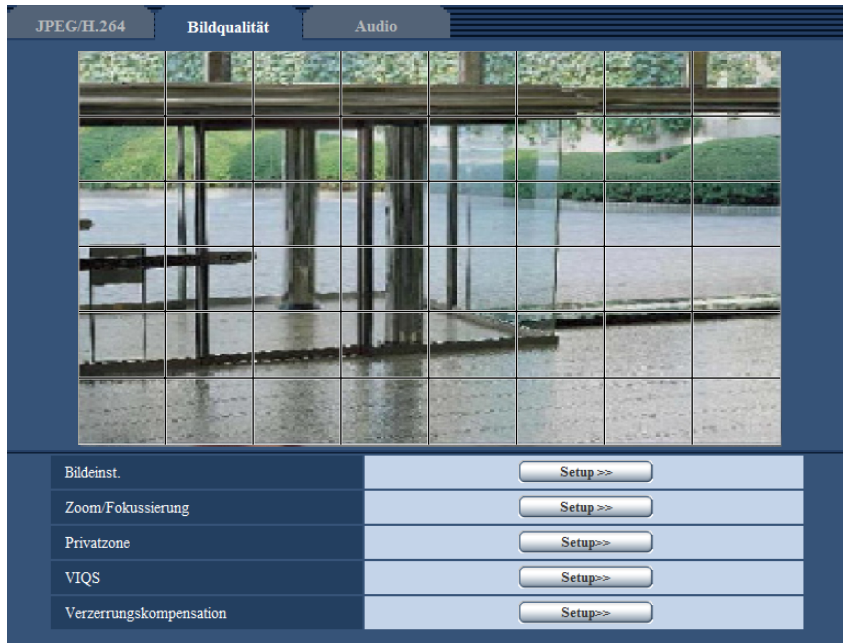 JPEG/H.264 Bildqualität Audio
Bildeinst. Setup >>
Zoom/Fokussierung Setup >>
Privatzone Setup>>
VIQS Setup>>
Verzerrungskompensation Setup>>